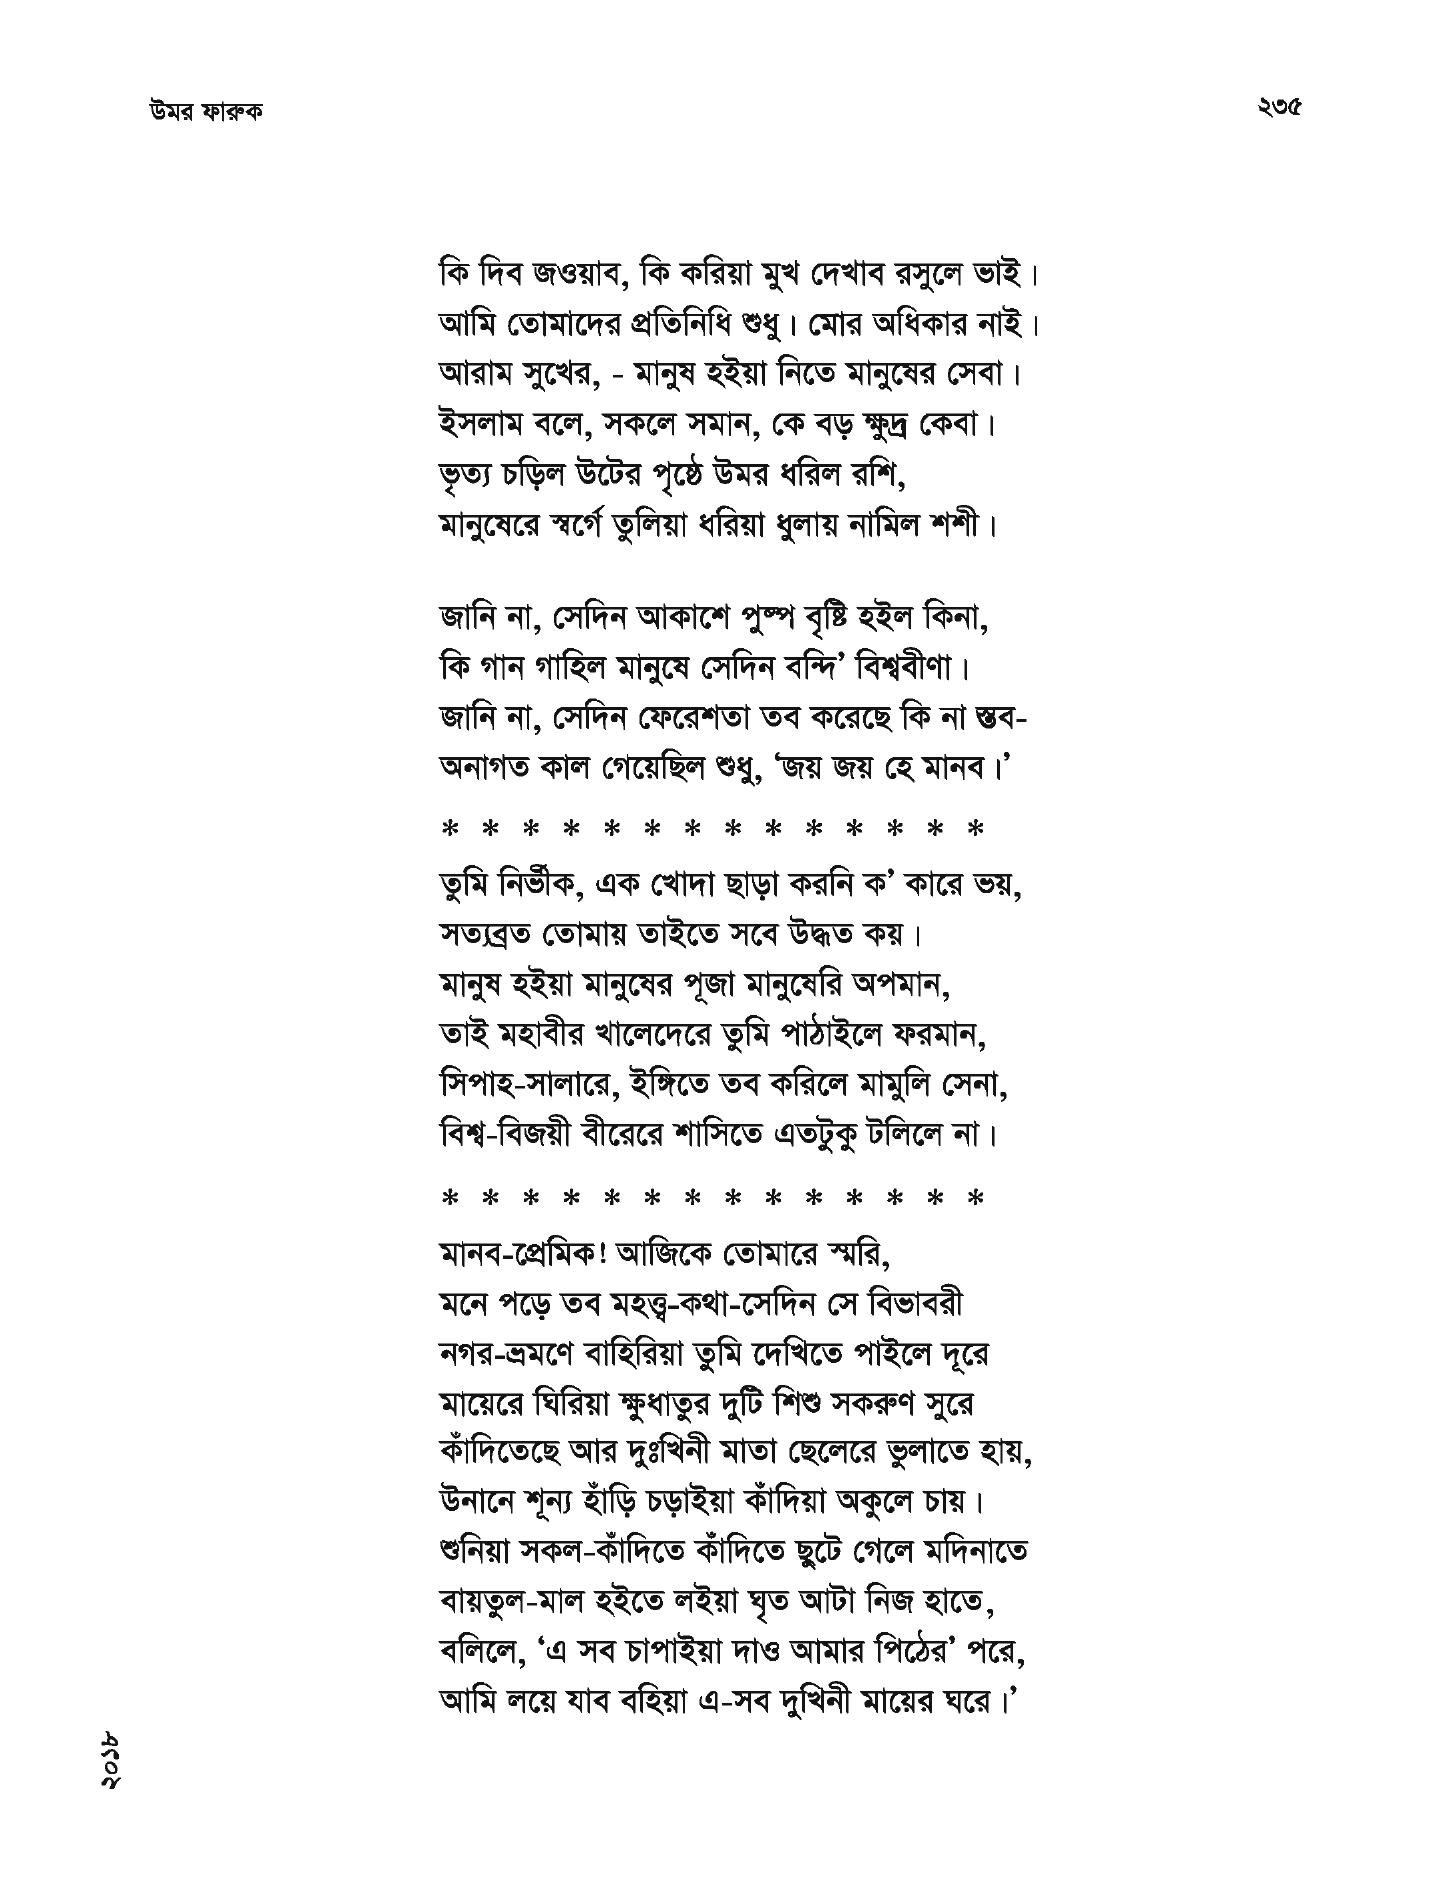 উমর ফারুক
২৩৫
কি দিব জওয়াব, কি করিয়া মুখ দেখাব রসুলে ভাই।
আমি তোমাদের প্রতিনিধি শুধু। মোর অধিকার নাই।
আরাম সুখের, - মানুষ হইয়া নিতে মানুষের সেবা।
ইসলাম বলে, সকলে সমান, কে বড় ক্ষুদ্র কেবা।
ভৃত্য চড়িল উটের পৃষ্ঠে উমর ধরিল রশি,
মানুষেরে স্বর্গে তুলিয়া ধরিয়া ধুলায় নামিল শশী।
জানি না, সেদিন আকাশে পুষ্প বৃষ্টি হইল কিনা,
কি গান গাহিল মানুষে সেদিন বন্দি’ বিশ্ববীণা।
জানি না, সেদিন ফেরেশতা তব করেছে কি না স্তব-
অনাগত কাল গেয়েছিল শুধু, ‘জয় জয় হে মানব।’
* * * * * * * * * * * * * *
তুমি নির্ভীক, এক খোদা ছাড়া করনি ক’ কারে ভয়,
সত্যব্রত তোমায় তাইতে সবে উদ্ধত কয়।
মানুষ হইয়া মানুষের পূজা মানুষেরি অপমান,
তাই মহাবীর খালেদেরে তুমি পাঠাইলে ফরমান,
সিপাহ-সালারে, ইঙ্গিতে তব করিলে মামুলি সেনা,
বিশ্ব-বিজয়ী বীরেরে শাসিতে এতটুকু টলিলে না।
* * * * * * * * * * * * * *
মানব-প্রেমিক! আজিকে তোমারে স্মরি,
মনে পড়ে তব মহত্ত্ব-কথা-সেদিন সে বিভাবরী
নগর-ভ্রমণে বাহিরিয়া তুমি দেখিতে পাইলে দূরে
মায়েরে ঘিরিয়া ক্ষুধাতুর দুটি শিশু সকরুণ সুরে
কাঁদিতেছে আর দুঃখিনী মাতা ছেলেরে ভুলাতে হায়,
উনানে শূন্য হাঁড়ি চড়াইয়া কাঁদিয়া অকুলে চায়।
শুনিয়া সকল-কাঁদিতে কাঁদিতে ছুটে গেলে মদিনাতে
বায়তুল-মাল হইতে লইয়া ঘৃত আটা নিজ হাতে,
বলিলে, ‘এ সব চাপাইয়া দাও আমার পিঠের’ পরে,
আমি লয়ে যাব বহিয়া এ-সব দুখিনী মায়ের ঘরে।’
২০১৮